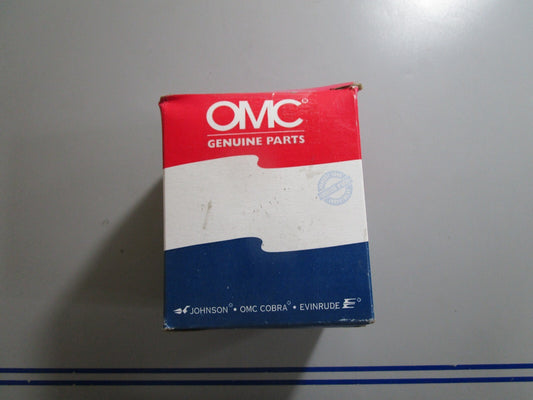 OMC
GENUINE PARTS
JOHNSON • OMC COBRA • EVINRUDE E